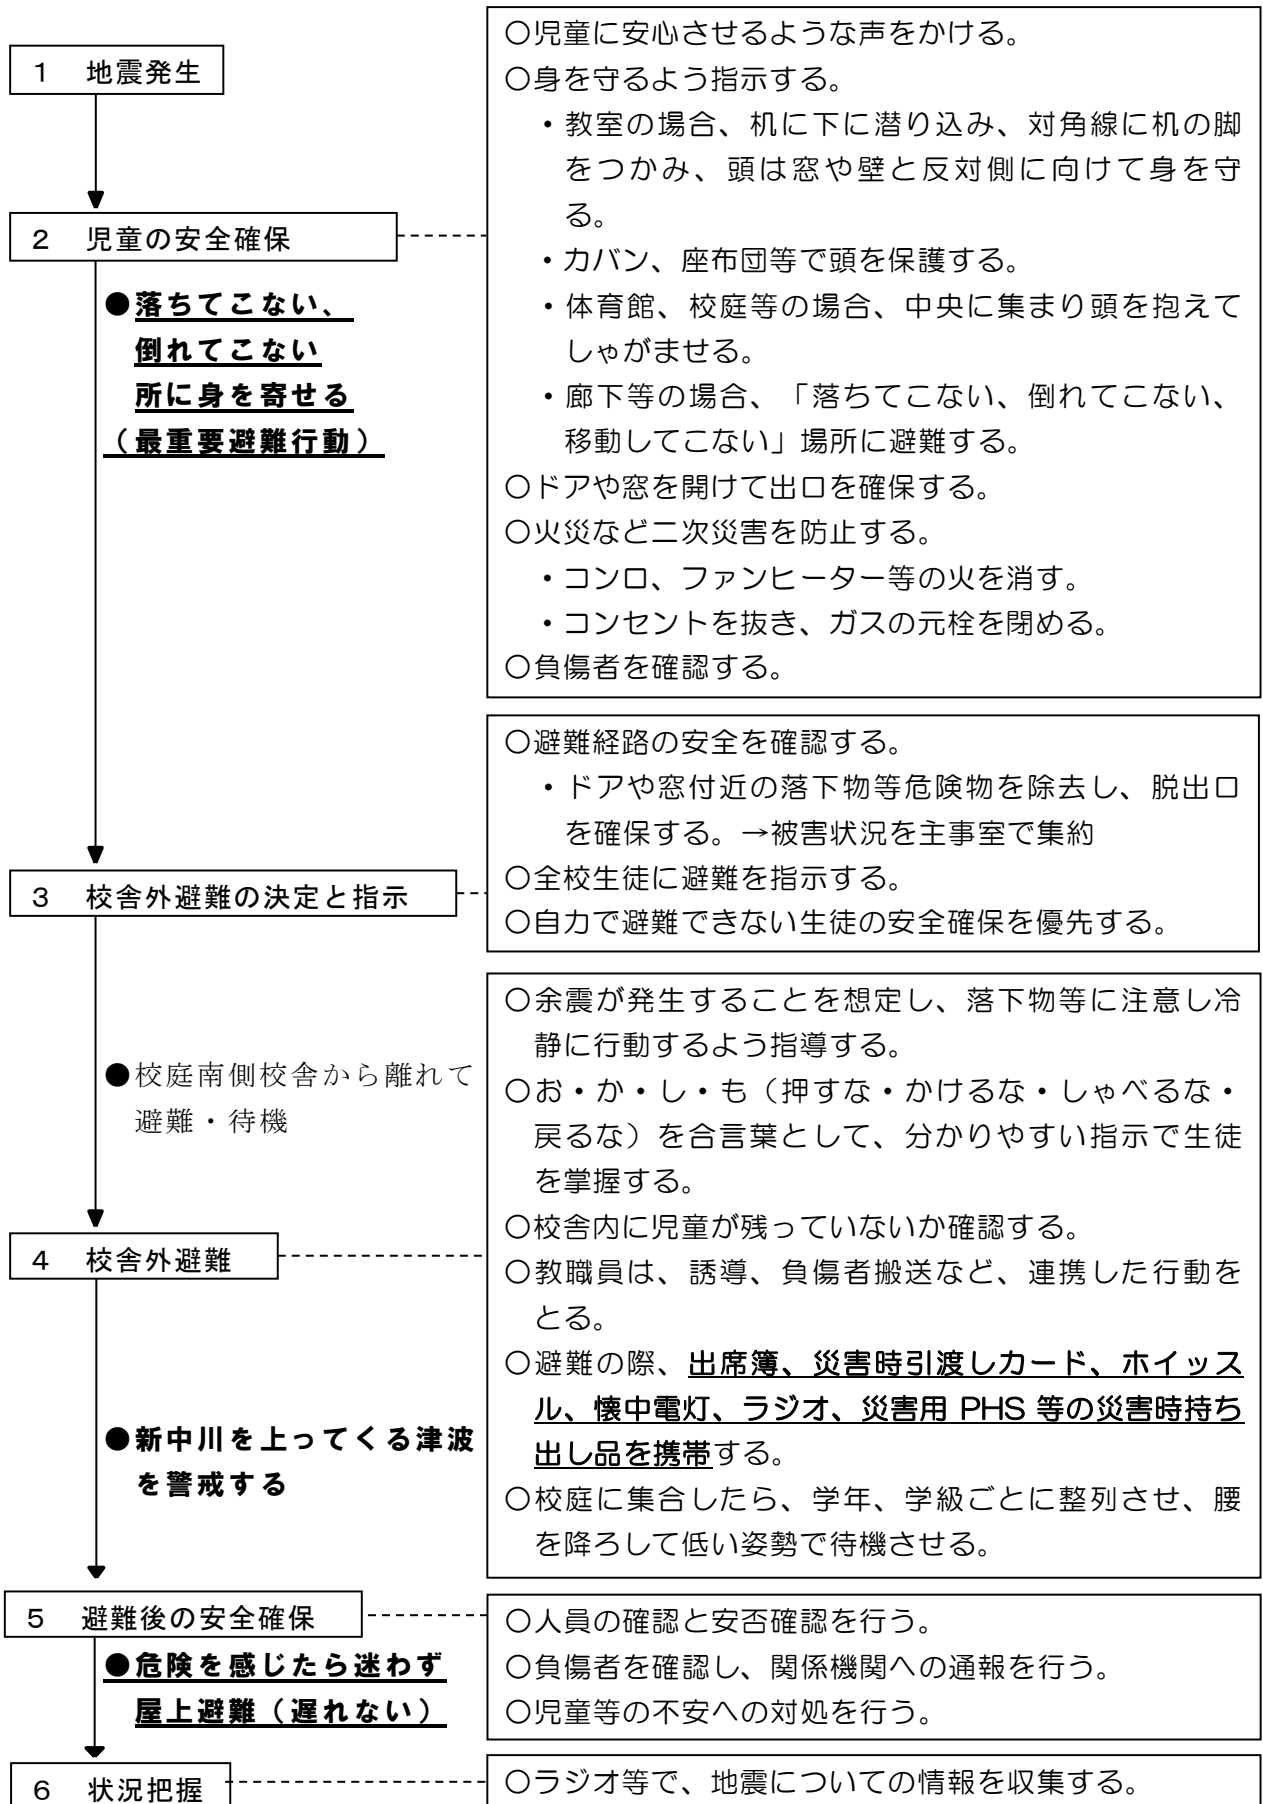 1 地震発生
○児童に安心させるような声をかける。
○身を守るよう指示する。
・教室の場合、机に下に潜り込み、対角線に机の脚
をつかみ、頭は窓や壁と反対側に向けて身を守
る。
・カバン、座布団等で頭を保護する。
・体育館、校庭等の場合、中央に集まり頭を抱えて
しゃがませる。
・廊下等の場合、「落ちてこない、倒れてこない、
移動してこない」場所に避難する。
○ドアや窓を開けて出口を確保する。
○火災など二次災害を防止する。
・コンロ、ファンヒーター等の火を消す。
・コンセントを抜き、ガスの元栓を閉める。
○負傷者を確認する。
2 児童の安全確保
●落ちてこない、
倒れてこない
所に身を寄せる
（最重要避難行動）
○避難経路の安全を確認する。
・ドアや窓付近の落下物等危険物を除去し、脱出口
を確保する。→被害状況を主事室で集約
○全校生徒に避難を指示する。
○自力で避難できない生徒の安全確保を優先する。
3 校舎外避難の決定と指示
●校庭南側校舎から離れて
避難・待機
○余震が発生することを想定し、落下物等に注意し冷
静に行動するよう指導する。
○お・か・し・も（押すな・かけるな・しゃべるな・
戻るな）を合言葉として、分かりやすい指示で生徒
を掌握する。
○校舎内に児童が残っていないか確認する。
○教職員は、誘導、負傷者搬送など、連携した行動を
とる。
○避難の際、出席簿、災害時引渡しカード、ホイッス
ル、懐中電灯、ラジオ、災害用 PHS 等の災害時持ち
出し品を携帯する。
○校庭に集合したら、学年、学級ごとに整列させ、腰
を降ろして低い姿勢で待機させる。
4 校舎外避難
●新中川を上ってくる津波
を警戒する
5 避難後の安全確保
●危険を感じたら迷わず
屋上避難（遅れない）
○人員の確認と安否確認を行う。
○負傷者を確認し、関係機関への通報を行う。
○児童等の不安への対処を行う。
6 状況把握
○ラジオ等で、地震についての情報を収集する。